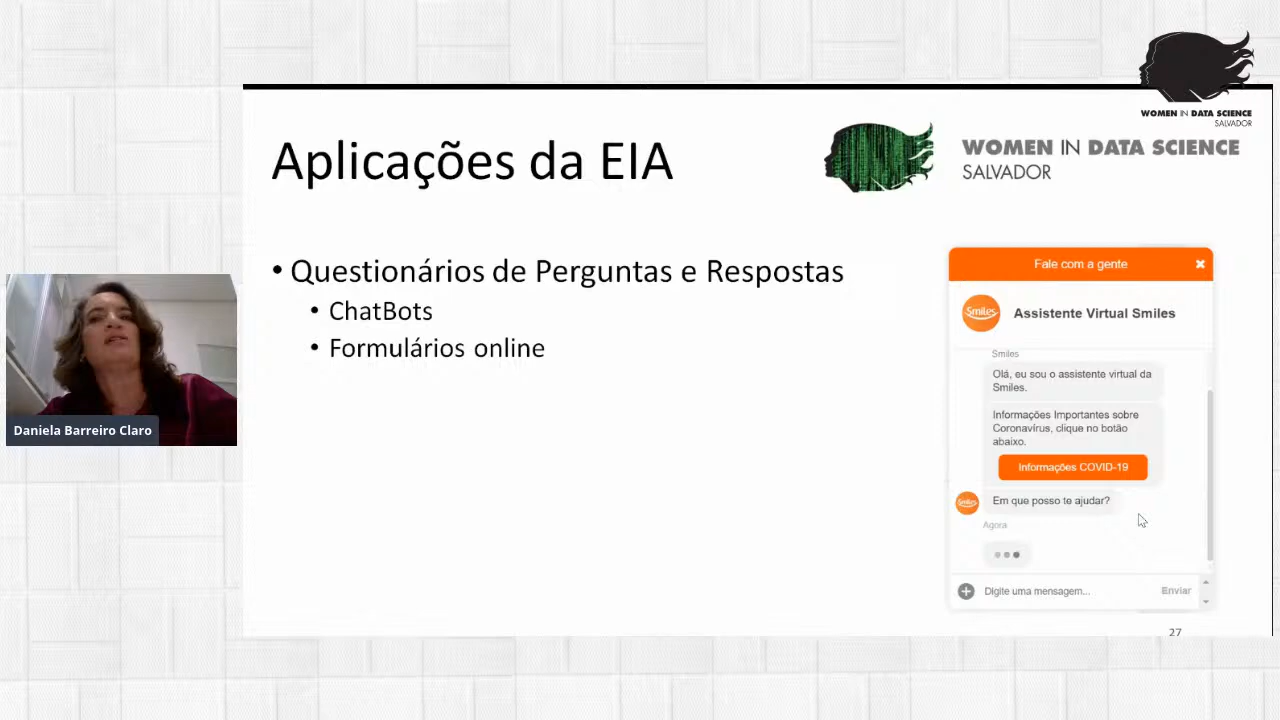 WOMEN IN DATA SCIENCE
SALVADOR
Aplicações da EIA
WOMEN IN DATA SCIENCE
SALVADOR
• Questionários de Perguntas e Respostas
• ChatBots
• Formulários online
Daniela Barreiro Claro
Fale com a gente
Smiles
Assistente Virtual Smiles
Smiles
Olá, eu sou o assistente virtual da
Smiles.
Informações Importantes sobre
Coronavírus, clique no botão
abaixo.
Informações COVID-19
Smiles
Em que posso te ajudar?
Agora
Digite uma mensagem...
Enviar
27